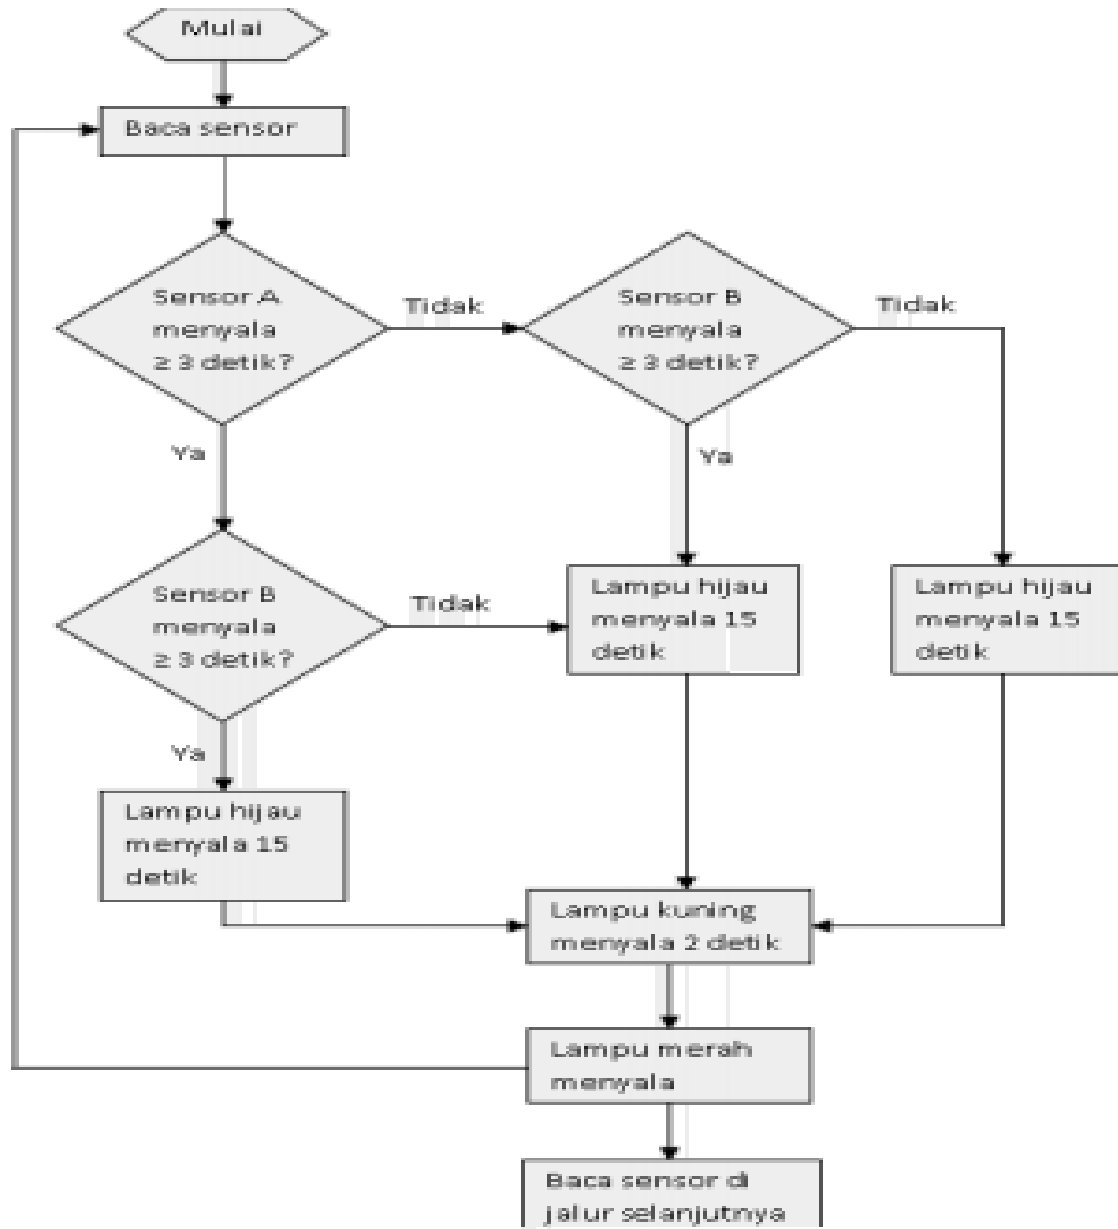 Mulai
Baca sensor
Sensor A
menyala
≥ 3 detik?
Tidak
Sensor B
menyala
≥ 3 detik?
Tidak
Ya
Ya
Sensor B
menyala
≥ 3 detik?
Tidak
Lampu hijau
menyala 15
detik
Lampu hijau
menyala 15
detik
Ya
Lampu hijau
menyala 15
detik
Lampu kuning
menyala 2 detik
Lampu merah
menyala
Baca sensor di
jalur selanjutnya